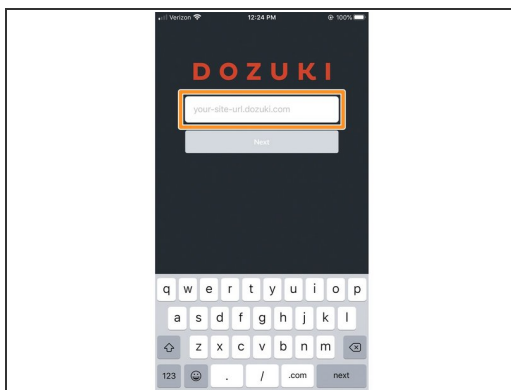 Verizon 12:24 PM 100%
DOZUKI
your-site-url.dozuki.com
Next
q w e r t y u i o p
a s d f g h j k l
z x c v b n m
123 . / .com next